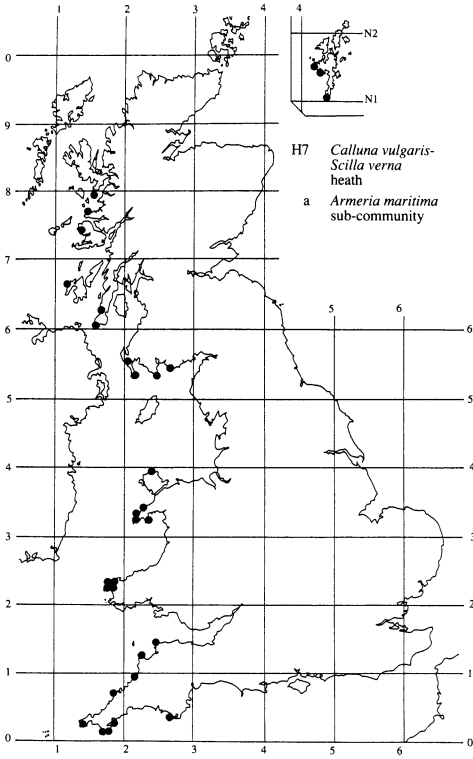 1 2 3 4
4
N2
N1
0
9
8
7
6
5
4
3
2
1
0
H7 Calluna vulgaris-
Scilla verna
heath
a Armeria maritima
sub-community
5 6
6
5
4
3
2
1
0
1 2 3 4 5 6